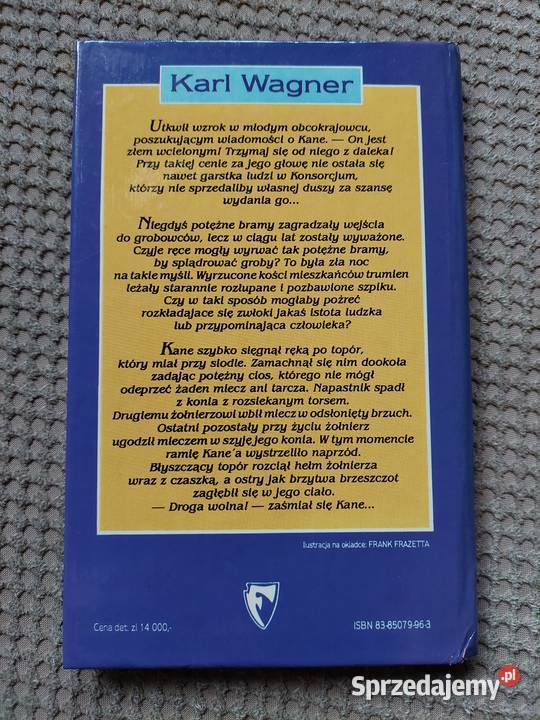 Karl Wagner
Utkwił wzrok w młodym obcokrajowcu,
poszukującym wiadomości o Kane. — On jest
złem wcielonym! Trzymaj się od niego z daleka!
Przy takiej cenie za jego głowę nie ostała się
nawet garstka ludzi w Konsorcjum,
którzy nie sprzedaliby własnej duszy za szansę
wydania go...
Niegdyś potężne bramy zagradzały wejścia
do grobowców, lecz w ciągu lat zostały wyważone.
Czyje ręce mogły wyrwać tak potężne bramy,
by splądrować groby? To była zła noc
na takie myśli. Wyrzucone kości mieszkańców trumien
leżały starannie rozłupane i pozbawione szpiku.
Czy w taki sposób mogłaby pożreć
rozkładające się zwłoki jakaś istota ludzka
lub przypominająca człowieka?
Kane szybko sięgnął ręką po topór,
który miał przy siodle. Zamachnął się nim dookoła
zadając potężny cios, którego nie mógł
odeprzeć żaden miecz ani tarcza. Napastnik spadł
z konia z rozsiekanym torsem.
Drugiemu żołnierzowi wbił miecz w odsłonięty brzuch.
Ostatni pozostały przy życiu żołnierz
ugodził mieczem w szyję jego konia. W tym momencie
ramię Kane'a wystrzeliło naprzód.
Błyszczący topór rozciął hełm żołnierza
wraz z czaszką, a ostry jak brzytwa brzeszczot
zagłębił się w jego ciało.
— Droga wolna! — zaśmiał się Kane...
Ilustracja na okładce: FRANK FRAZETTA
F
Cena det. zł 14 000,-
ISBN 83-85079-96-3
Sprzedajemy.pl